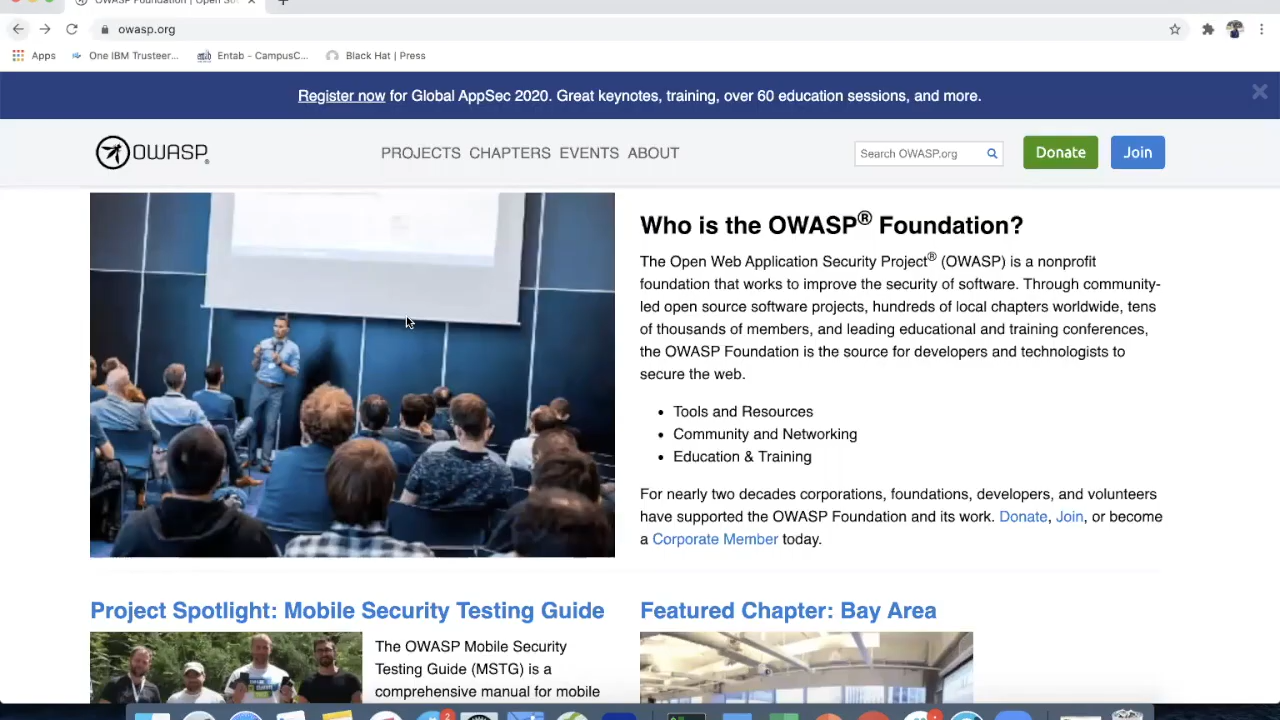 OWASP Foundation | Open So
owasp.org
Apps
One IBM Trusteer...
Entab - CampusC...
Black Hat | Press
Register now for Global AppSec 2020. Great keynotes, training, over 60 education sessions, and more.
OWASP®
PROJECTS CHAPTERS EVENTS ABOUT
Search OWASP.org
Donate
Join
Who is the OWASP® Foundation?
The Open Web Application Security Project® (OWASP) is a nonprofit
foundation that works to improve the security of software. Through community-
led open source software projects, hundreds of local chapters worldwide, tens
of thousands of members, and leading educational and training conferences,
the OWASP Foundation is the source for developers and technologists to
secure the web.
• Tools and Resources
• Community and Networking
• Education & Training
For nearly two decades corporations, foundations, developers, and volunteers
have supported the OWASP Foundation and its work. Donate, Join, or become
a Corporate Member today.
Project Spotlight: Mobile Security Testing Guide
The OWASP Mobile Security
Testing Guide (MSTG) is a
comprehensive manual for mobile
Featured Chapter: Bay Area